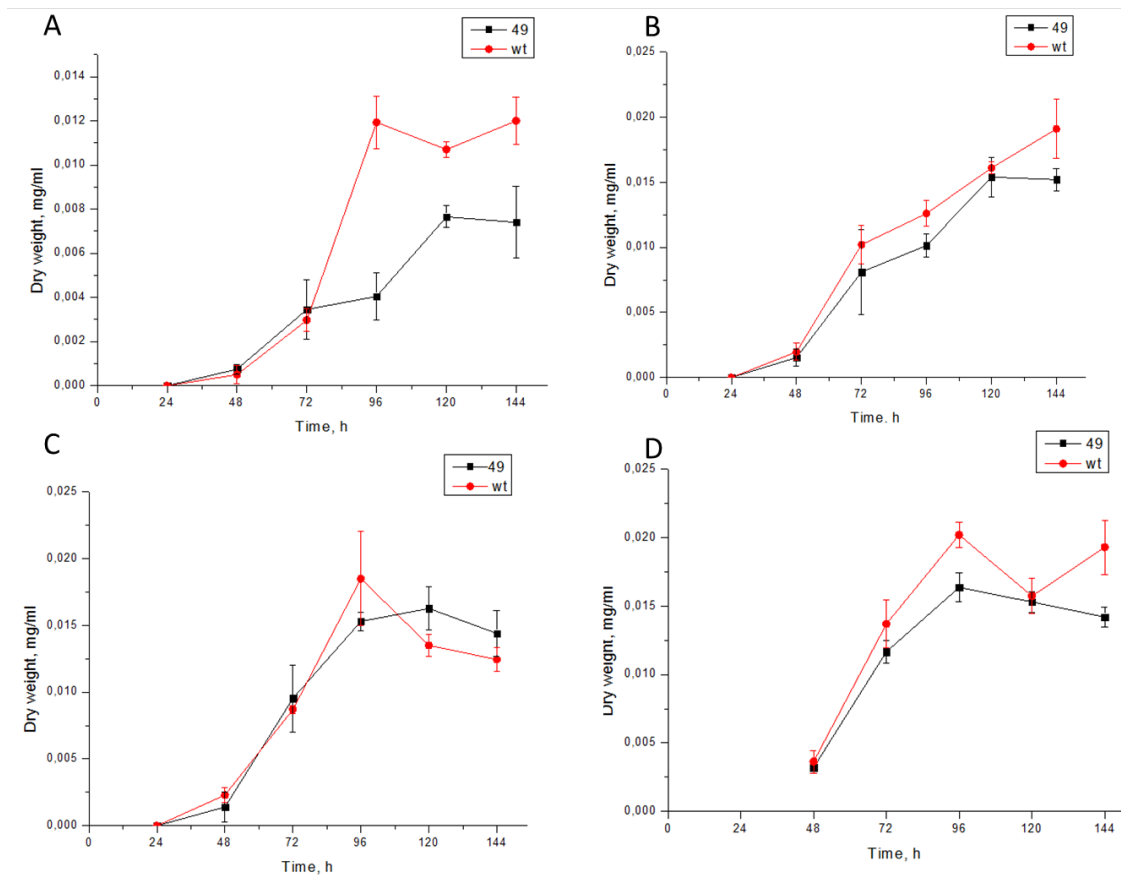 A
49
wt
0,014
0,012
0,010
0,008
0,006
0,004
0,002
0,000
Dry weight, mg/ml
0 24 48 72 96 120 144
Time, h
B
49
wt
0,025
0,020
0,015
0,010
0,005
0,000
Dry weight, mg/ml
0 24 48 72 96 120 144
Time. h
C
49
wt
0,025
0,020
0,015
0,010
0,005
0,000
Dry weight, mg/ml
0 24 48 72 96 120 144
Time, h
D
49
wt
0,025
0,020
0,015
0,010
0,005
0,000
Dry weight, mg/ml
0 24 48 72 96 120 144
Time, h